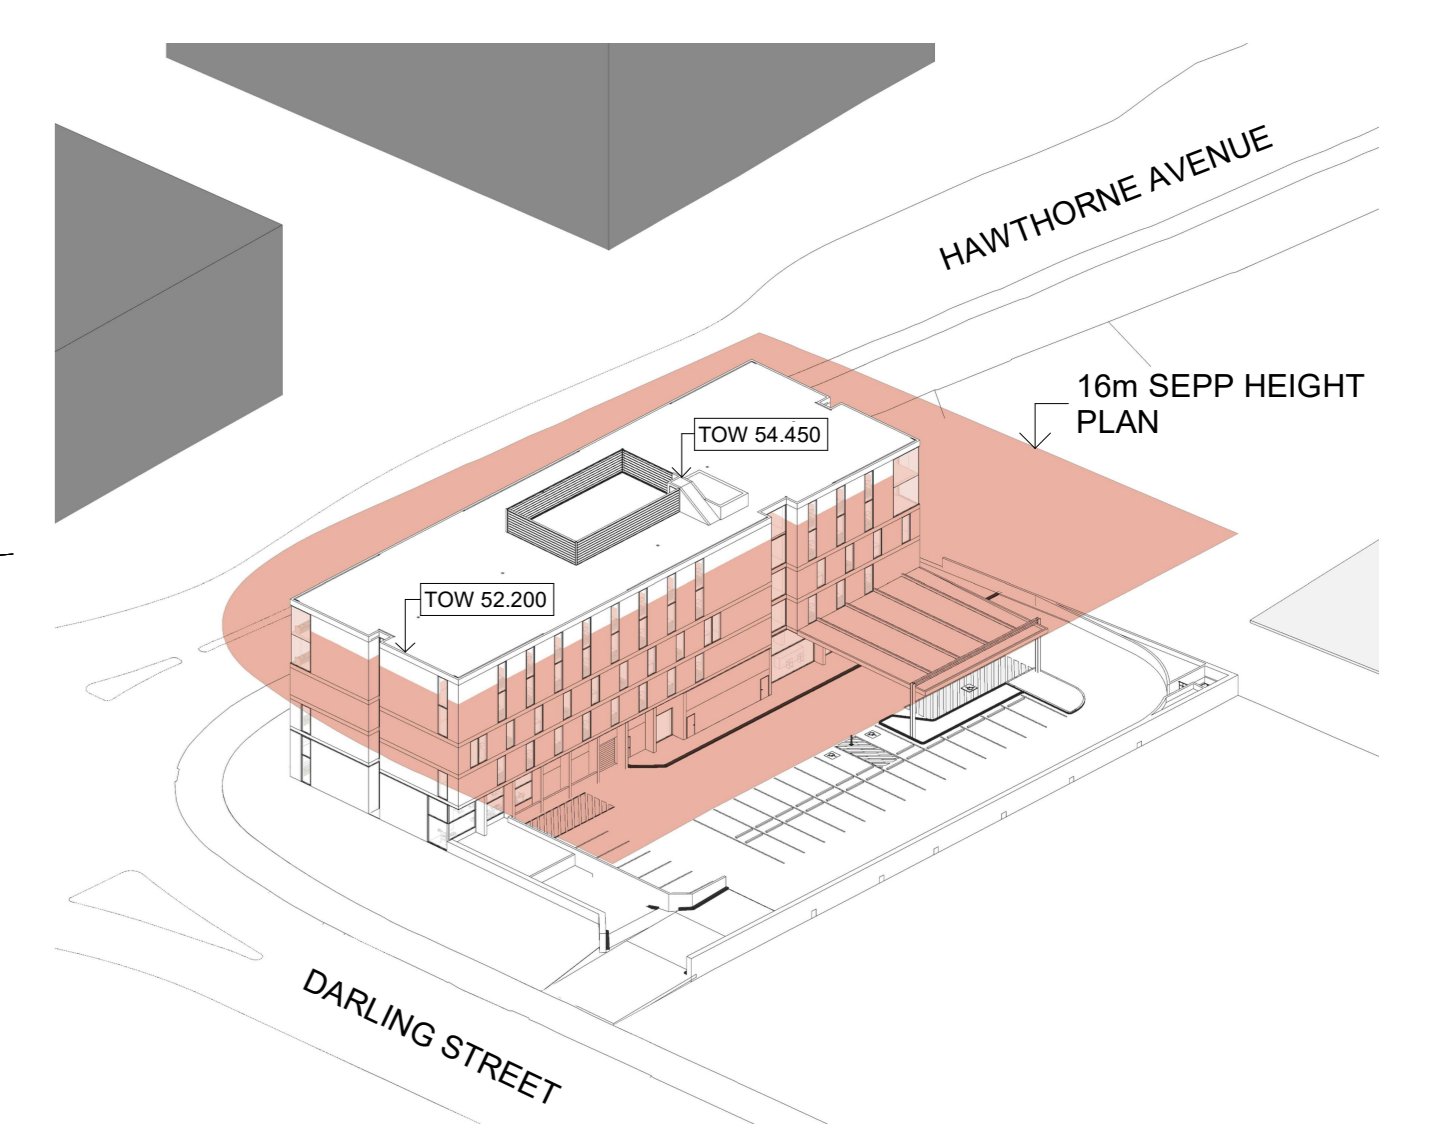 HAWTHORNE AVENUE
16m SEPP HEIGHT
PLAN
TOW 54.450
TOW 52.200
DARLING STREET